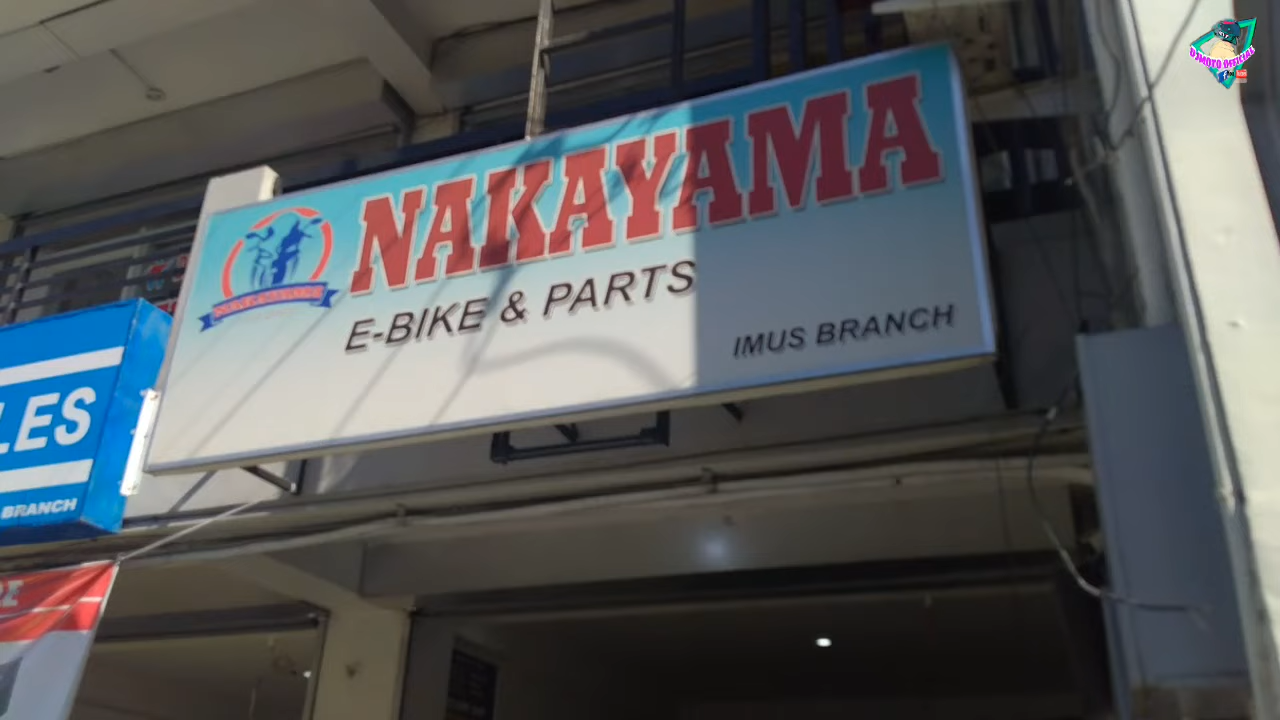 NAKAYAMA
E-BIKE & PARTS
IMUS BRANCH
LES
BRANCH